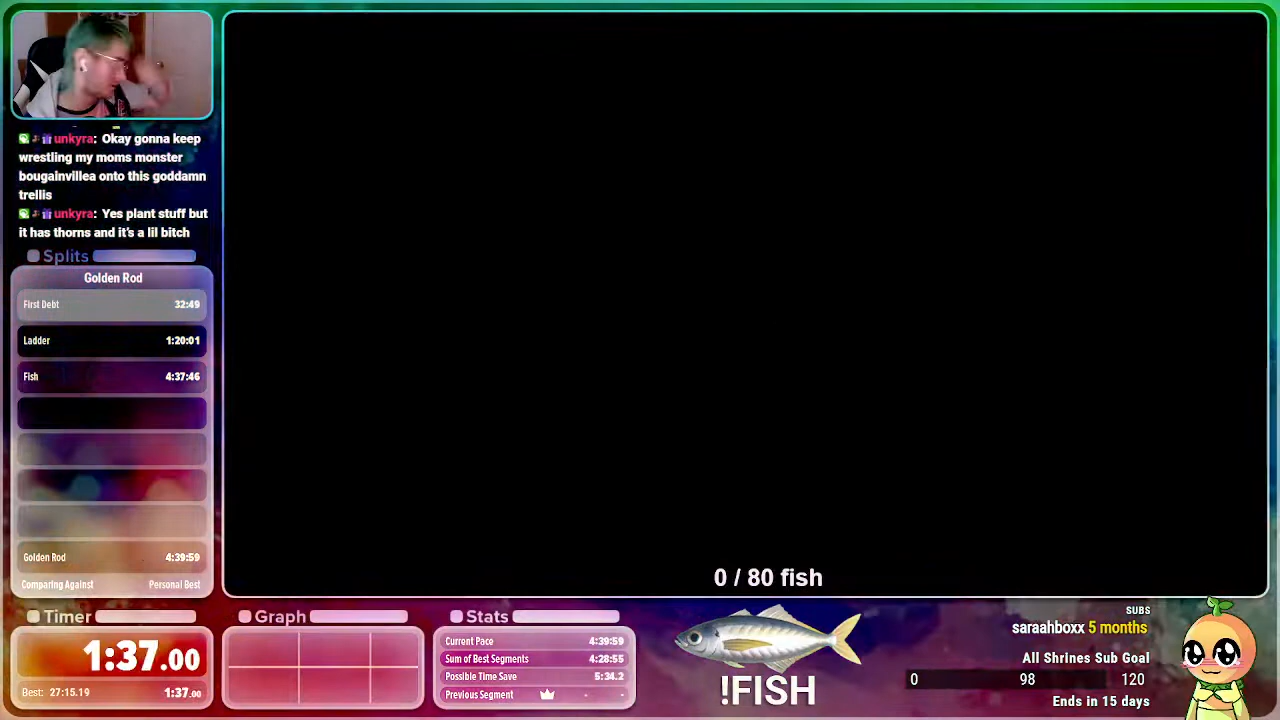 unkyra: Okay gonna keep
wrestling my moms monster
bougainvillea onto this goddamn
trellis
unkyra: Yes plant stuff but
it has thorns and it's a lil bitch
Splits
Golden Rod
First Debt 32:49
Ladder 1:20:01
Fish 4:37:46
Golden Rod 4:39:59
Comparing Against Personal Best
0 / 80 fish
Timer
1:37.00
Best: 27:15.19 1:37.00
Graph
Stats
Current Pace 4:39:59
Sum of Best Segments 4:28:55
Possible Time Save 5:34.2
Previous Segment - -
!FISH
SUBS
saraahboxx 5 months
All Shrines Sub Goal
0 98 120
Ends in 15 days